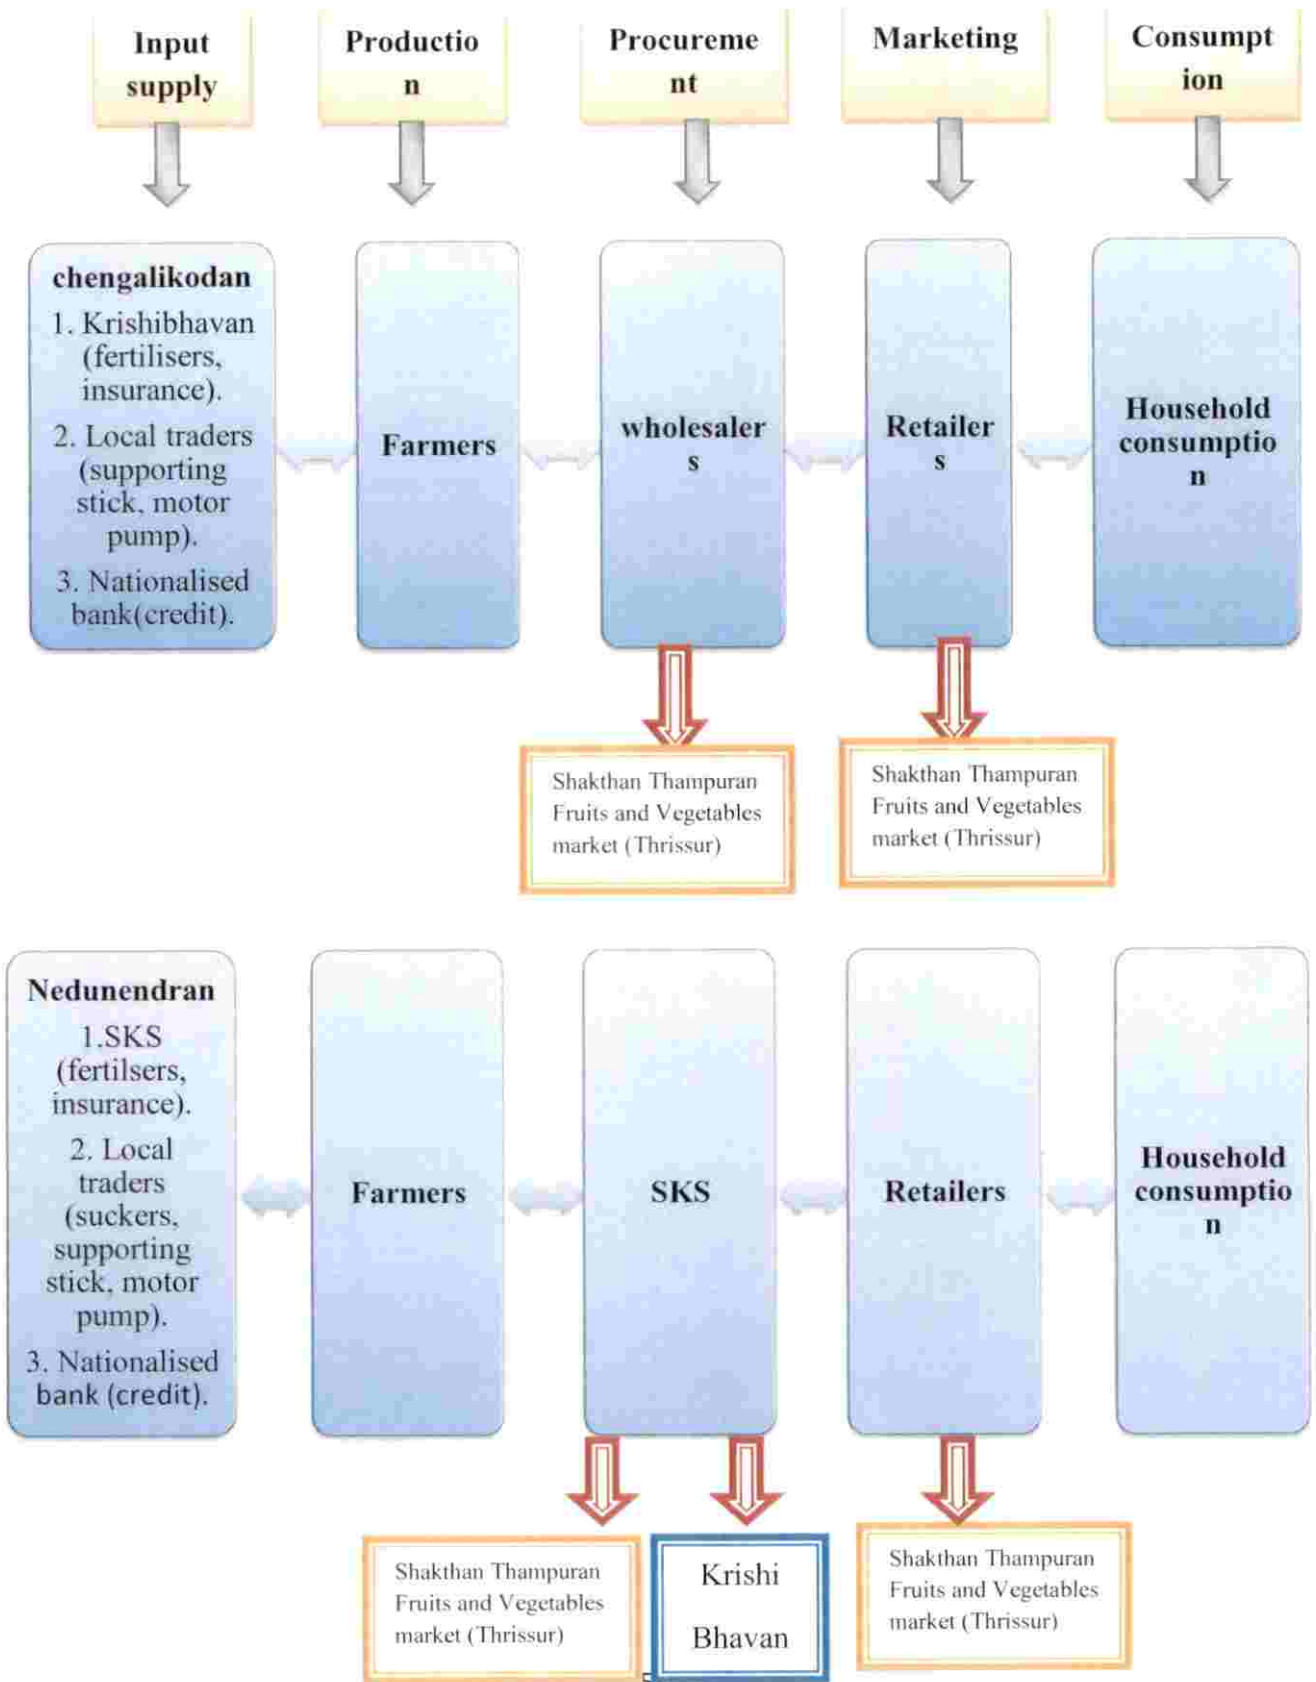 Input
supply
Productio
n
Procureme
nt
Marketing
Consumpt
ion
chengalikodan
1. Krishibhavan
(fertilisers,
insurance).
2. Local traders
(supporting
stick, motor
pump).
3. Nationalised
bank(credit).
Farmers
wholesaler
s
Retailer
s
Household
consumptio
n
Shakthan Thampuran
Fruits and Vegetables
market (Thrissur)
Shakthan Thampuran
Fruits and Vegetables
market (Thrissur)
Nedunendran
1.SKS
(fertilsers,
insurance).
2. Local
traders
(suckers,
supporting
stick, motor
pump).
3. Nationalised
bank (credit).
Farmers
SKS
Retailers
Household
consumptio
n
Shakthan Thampuran
Fruits and Vegetables
market (Thrissur)
Krishi
Bhavan
Shakthan Thampuran
Fruits and Vegetables
market (Thrissur)